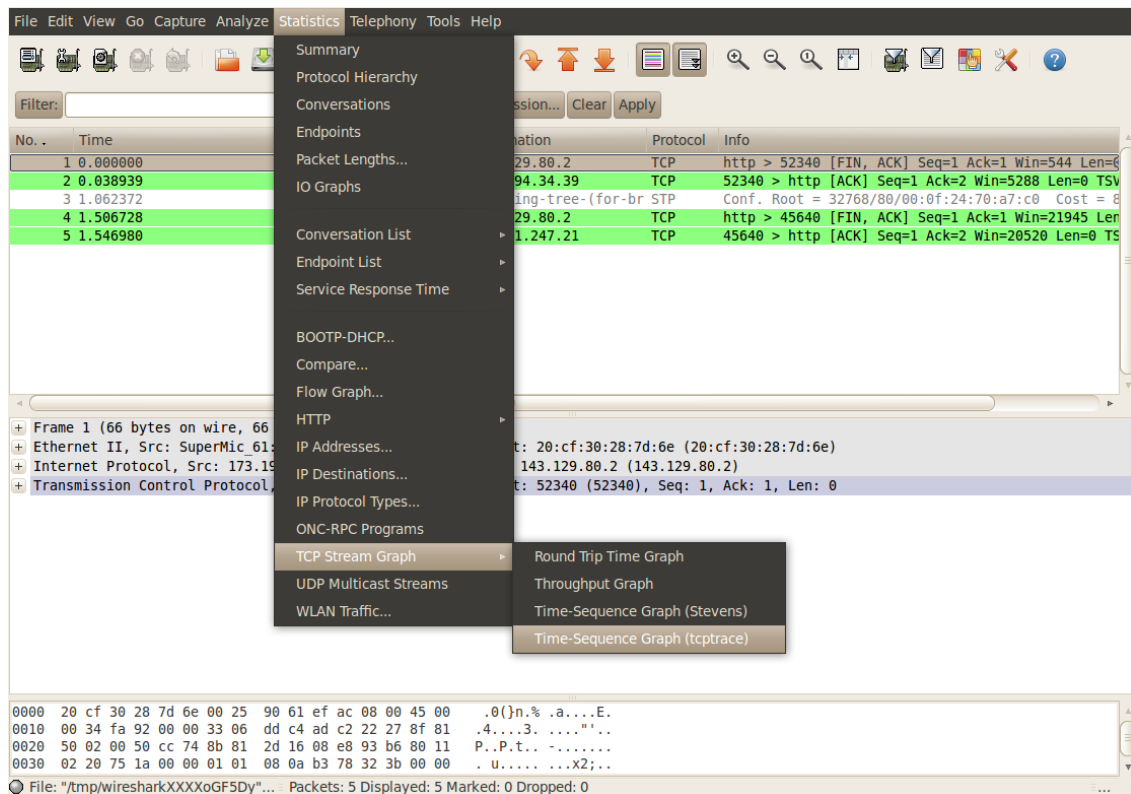 File Edit View Go Capture Analyze Statistics Telephony Tools Help
Summary
Protocol Hierarchy
Conversations
Endpoints
Packet Lengths...
IO Graphs
Conversation List
Endpoint List
Service Response Time
BOOTP-DHCP...
Compare...
Flow Graph...
HTTP
IP Addresses...
IP Destinations...
IP Protocol Types...
ONC-RPC Programs
TCP Stream Graph
UDP Multicast Streams
WLAN Traffic...
Round Trip Time Graph
Throughput Graph
Time-Sequence Graph (Stevens)
Time-Sequence Graph (tcptrace)
Filter: ssion... Clear Apply
No. . Time nation Protocol Info
1 0.000000 29.80.2 TCP http > 52340 [FIN, ACK] Seq=1 Ack=1 Win=544 Len=0
2 0.038939 94.34.39 TCP 52340 > http [ACK] Seq=1 Ack=2 Win=5288 Len=0 TSV
3 1.062372 ing-tree-(for-br STP Conf. Root = 32768/80/00:0f:24:70:a7:c0 Cost = 8
4 1.506728 29.80.2 TCP http > 45640 [FIN, ACK] Seq=1 Ack=1 Win=21945 Len
5 1.546980 1.247.21 TCP 45640 > http [ACK] Seq=1 Ack=2 Win=20520 Len=0 TS
Frame 1 (66 bytes on wire, 66
Ethernet II, Src: SuperMic_61: t: 20:cf:30:28:7d:6e (20:cf:30:28:7d:6e)
Internet Protocol, Src: 173.19 143.129.80.2 (143.129.80.2)
Transmission Control Protocol, t: 52340 (52340), Seq: 1, Ack: 1, Len: 0
0000 20 cf 30 28 7d 6e 00 25 90 61 ef ac 08 00 45 00 .0(}n.% .a....E.
0010 00 34 fa 92 00 00 33 06 dd c4 ad c2 22 27 8f 81 .4....3. ...."'..
0020 50 02 00 50 cc 74 8b 81 2d 16 08 e8 93 b6 80 11 P..P.t.. -.......
0030 02 20 75 1a 00 00 01 01 08 0a b3 78 32 3b 00 00 . u..... ...x2;..
File: "/tmp/wiresharkXXXXoGF5Dy"... Packets: 5 Displayed: 5 Marked: 0 Dropped: 0 ...